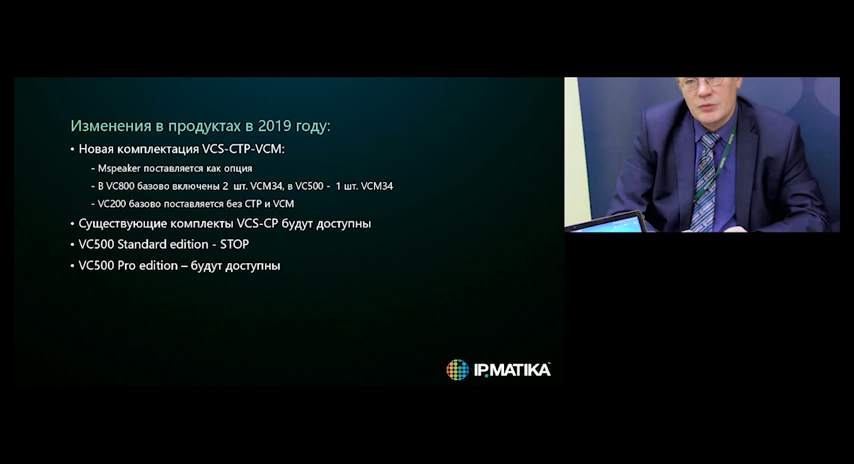 Изменения в продуктах в 2019 году:
• Новая комплектация VCS-CTP-VCM:
- Mspeaker поставляется как опция
- В VC800 базово включены 2 шт. VCM34, в VC500 - 1 шт. VCM34
- VC200 базово поставляется без CTP и VCM
• Существующие комплекты VCS-CP будут доступны
• VC500 Standard edition - STOP
• VC500 Pro edition – будут доступны
IPMATIKA™